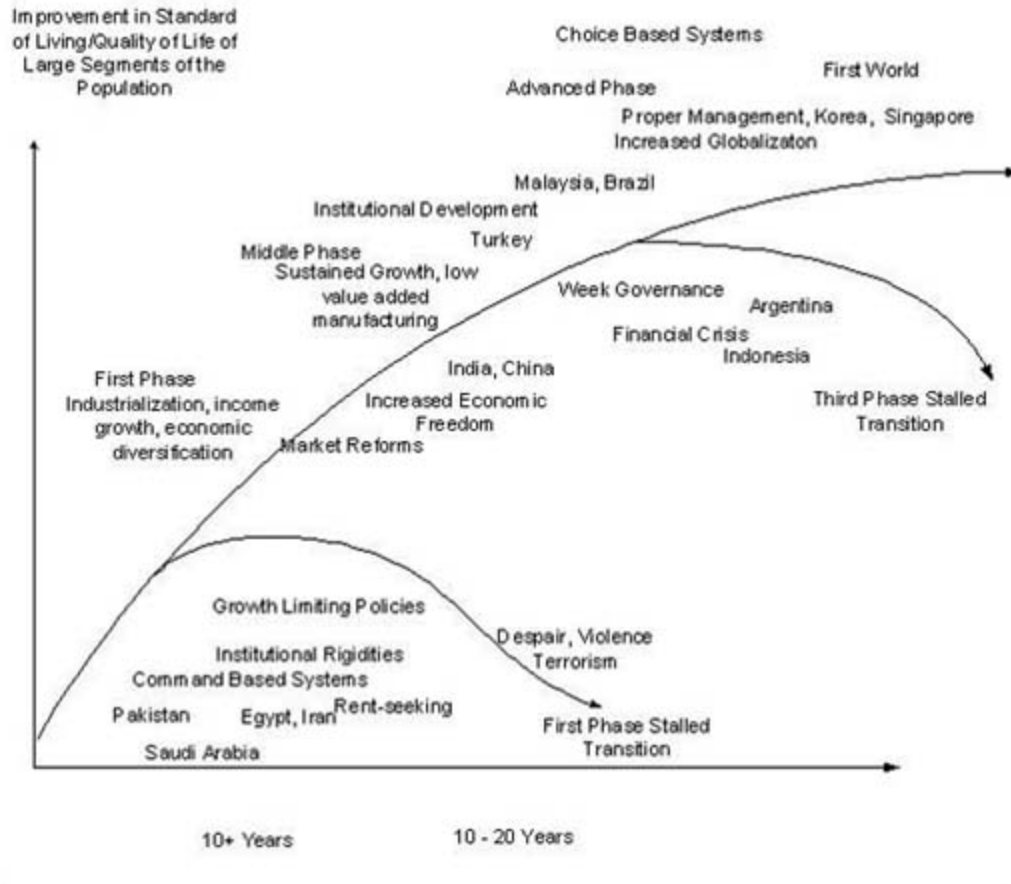 Improvement in Standard
of Living/Quality of Life of
Large Segments of the
Population
Choice Based Systems
First World
Advanced Phase
Proper Management, Korea, Singapore
Increased Globalizaton
Malaysia, Brazil
Institutional Development
Turkey
Middle Phase
Sustained Growth, low
value added
manufacturing
Week Governance
Argentina
Financial Crisis
Indonesia
India, China
First Phase
Industrialization, income
growth, economic
diversification
Increased Economic
Freedom
Market Reforms
Third Phase Stalled
Transition
Growth Limiting Policies
Despair, Violence
Terrorism
Institutional Rigidities
Command Based Systems
Pakistan
Egypt, Iran
Rent-seeking
Saudi Arabia
First Phase Stalled
Transition
10+ Years
10 - 20 Years